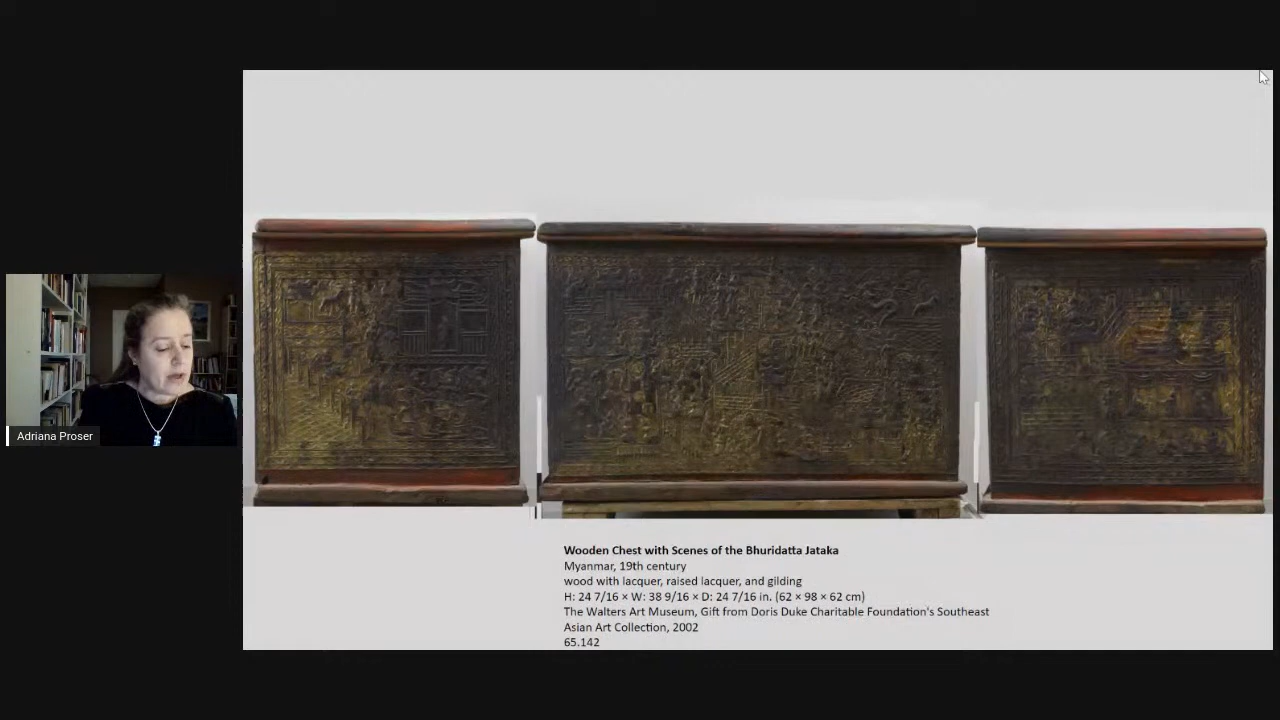 Adriana Proser
Wooden Chest with Scenes of the Bhuridatta Jataka
Myanmar, 19th century
wood with lacquer, raised lacquer, and gilding
H: 24 7/16 × W: 38 9/16 × D: 24 7/16 in. (62 × 98 × 62 cm)
The Walters Art Museum, Gift from Doris Duke Charitable Foundation's Southeast
Asian Art Collection, 2002
65.142